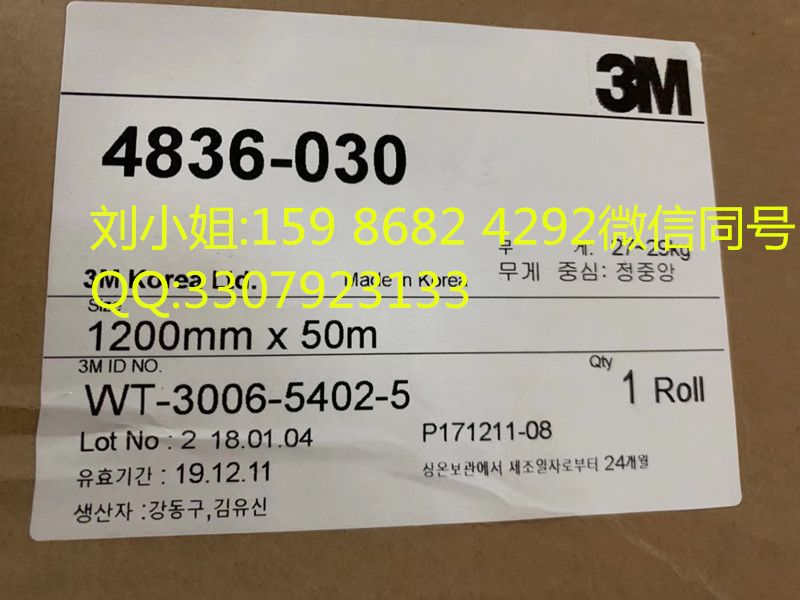 3M
4836-030
刘小姐:159 8682 4292微信同号
무 게: 27~29kg
3M Korea Ltd. Made in Korea 무게 중심: 정중앙
QQ:3307923133
Size
1200mm x 50m
3M ID NO. Qty
WT-3006-5402-5 1 Roll
Lot No : 2 18.01.04 P171211-08
유효기간 : 19.12.11 상온보관에서 제조일자로부터 24개월
생산자 :강동구,김유신